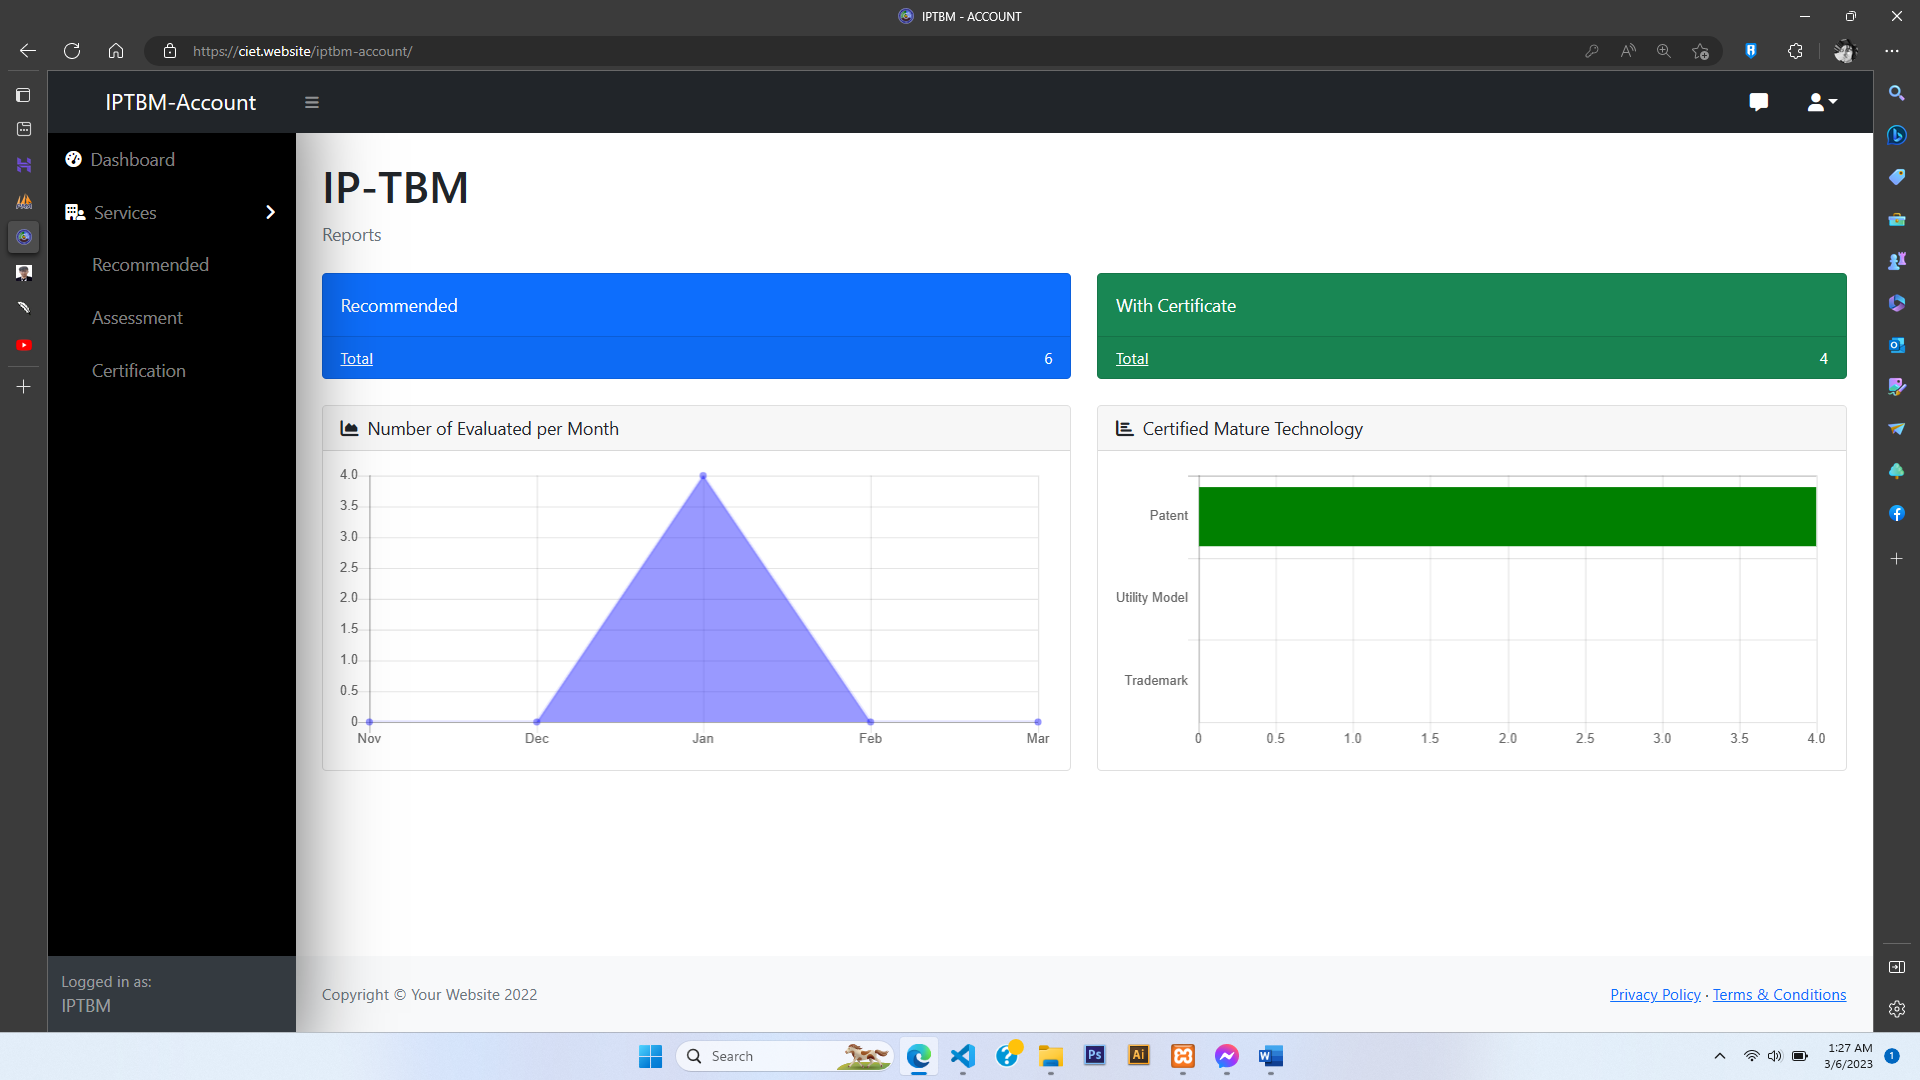 IPTBM - ACCOUNT
https://ciet.website/iptbm-account/
IPTBM-Account
Dashboard
Services
Recommended
Assessment
Certification
Logged in as:
IPTBM
IP-TBM
Reports
Recommended
Total 6
With Certificate
Total 4
Number of Evaluated per Month
4.0
3.5
3.0
2.5
2.0
1.5
1.0
0.5
0
Nov Dec Jan Feb Mar
Certified Mature Technology
Patent
Utility Model
Trademark
0 0.5 1.0 1.5 2.0 2.5 3.0 3.5 4.0
Copyright © Your Website 2022
Privacy Policy · Terms & Conditions
Search
Ps
Ai
1:27 AM
3/6/2023
1